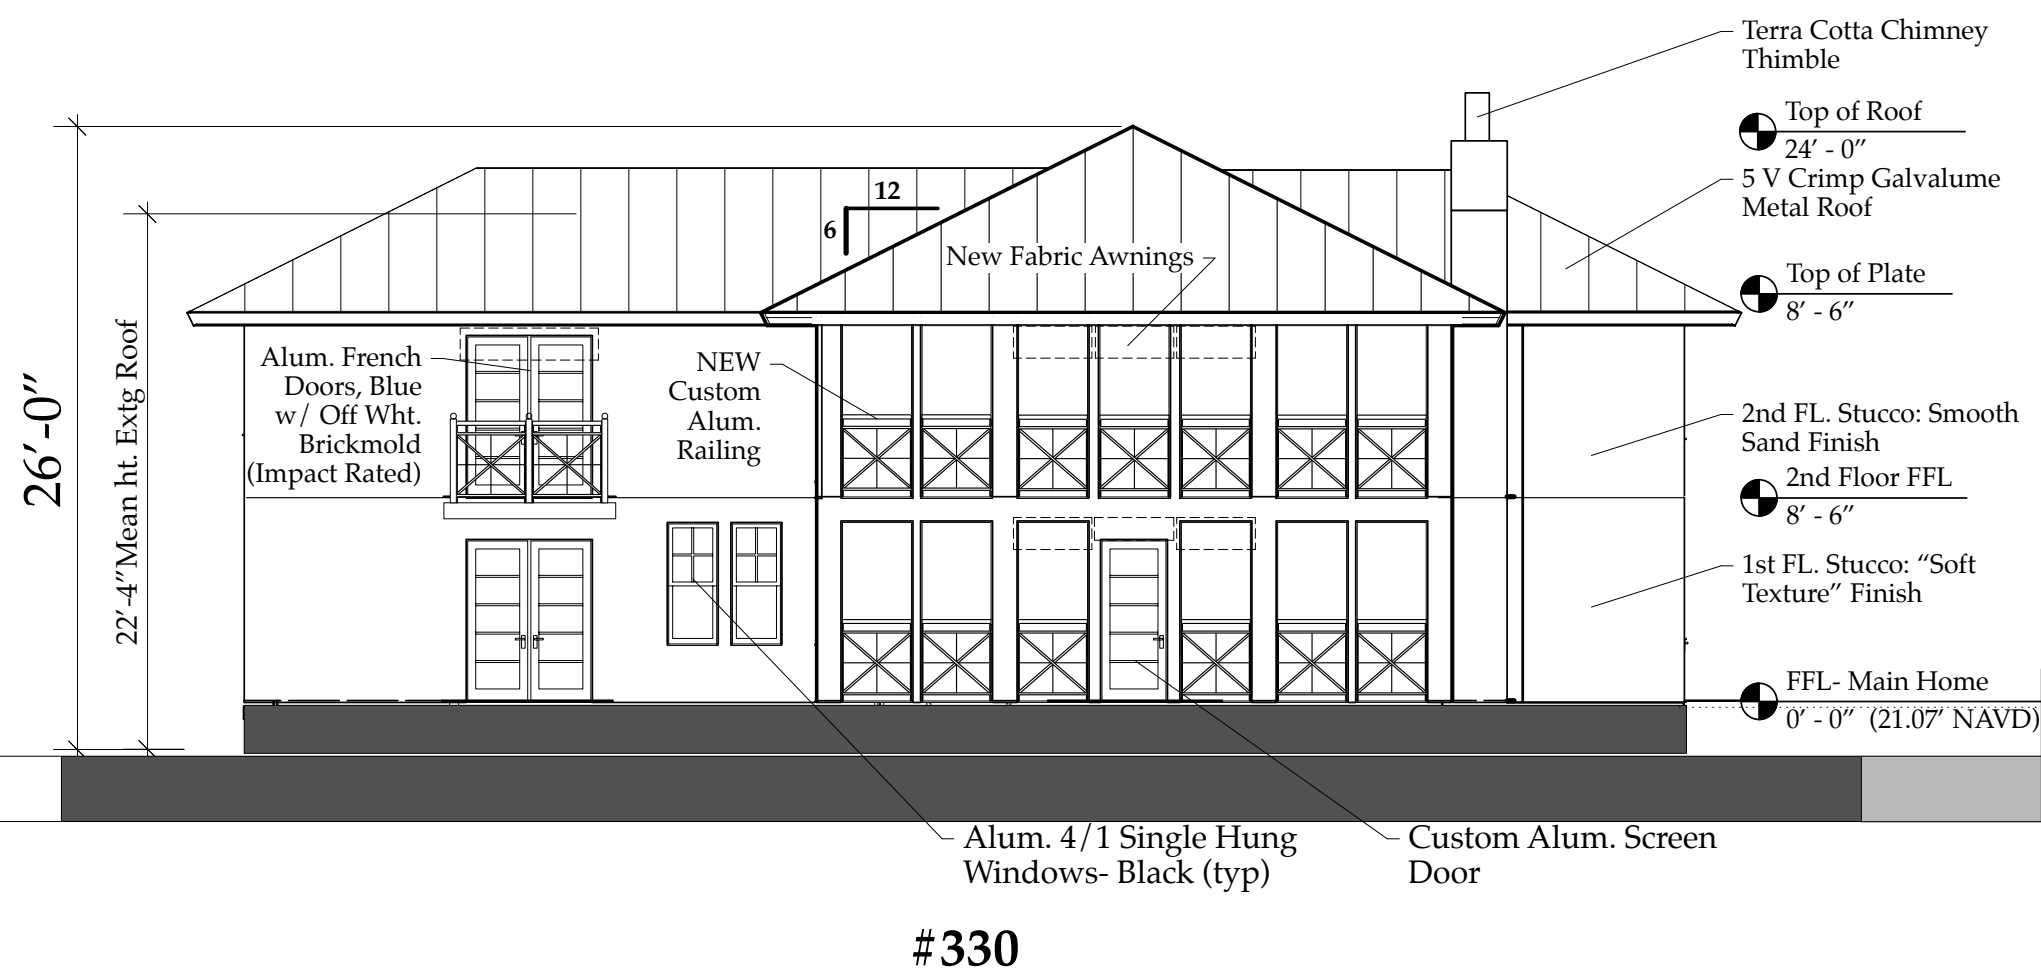 Terra Cotta Chimney
Thimble
Top of Roof
24' - 0"
5 V Crimp Galvalume
Metal Roof
12
6
New Fabric Awnings
Top of Plate
8' - 6"
26'-0"
22'-4"Mean ht. Extg Roof
Alum. French
Doors, Blue
w/ Off Wht.
Brickmold
(Impact Rated)
NEW
Custom
Alum.
Railing
2nd FL. Stucco: Smooth
Sand Finish
2nd Floor FFL
8' - 6"
1st FL. Stucco: “Soft
Texture” Finish
FFL- Main Home
0' - 0" (21.07' NAVD)
Alum. 4/1 Single Hung
Windows- Black (typ)
Custom Alum. Screen
Door
#330